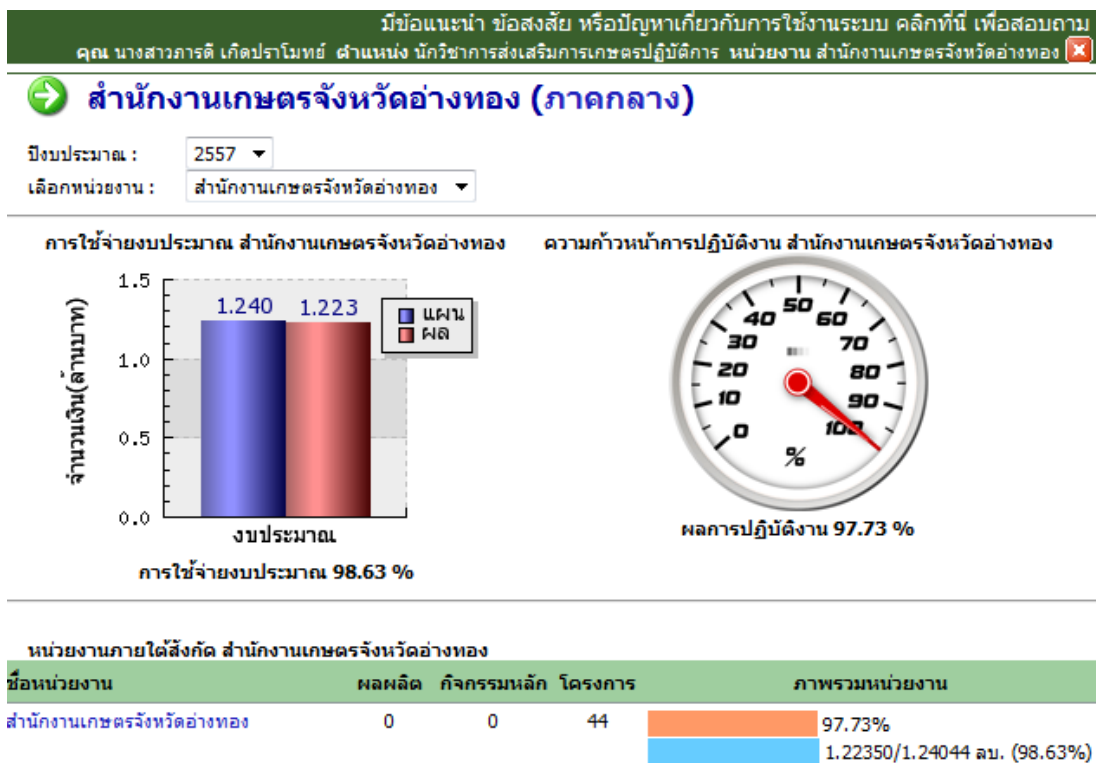 มีข้อแนะนำ ข้อสงสัย หรือปัญหาเกี่ยวกับการใช้งานระบบ คลิกที่นี่ เพื่อสอบถาม
คุณ นางสาวภารดี เกิดปราโมทย์ ตำแหน่ง นักวิชาการส่งเสริมการเกษตรปฏิบัติการ หน่วยงาน สำนักงานเกษตรจังหวัดอ่างทอง
สำนักงานเกษตรจังหวัดอ่างทอง (ภาคกลาง)
ปีงบประมาณ : 2557
เลือกหน่วยงาน : สำนักงานเกษตรจังหวัดอ่างทอง
การใช้จ่ายงบประมาณ สำนักงานเกษตรจังหวัดอ่างทอง
1.5
1.0
0.5
0.0
จำนวนเงิน(ล้านบาท)
1.240 1.223
แผน
ผล
งบประมาณ
การใช้จ่ายงบประมาณ 98.63 %
ความก้าวหน้าการปฏิบัติงาน สำนักงานเกษตรจังหวัดอ่างทอง
0 10 20 30 40 50 60 70 80 90 100
%
ผลการปฏิบัติงาน 97.73 %
หน่วยงานภายใต้สังกัด สำนักงานเกษตรจังหวัดอ่างทอง
ชื่อหน่วยงาน ผลผลิต กิจกรรมหลัก โครงการ ภาพรวมหน่วยงาน
สำนักงานเกษตรจังหวัดอ่างทอง 0 0 44 97.73%
1.22350/1.24044 ลบ. (98.63%)